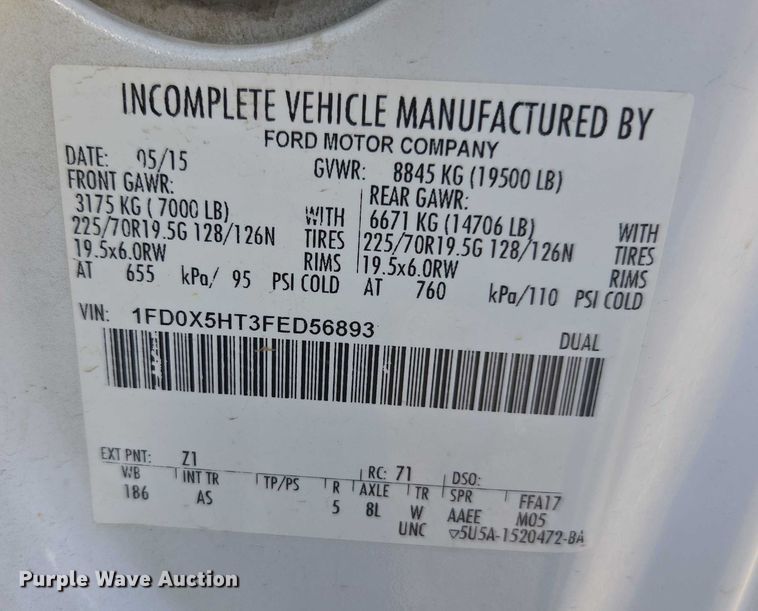 INCOMPLETE VEHICLE MANUFACTURED BY
FORD MOTOR COMPANY
DATE: 05/15 GVWR: 8845 KG (19500 LB)
FRONT GAWR: REAR GAWR:
3175 KG (7000 LB) WITH 6671 KG (14706 LB) WITH
225/70R19.5G 128/126N TIRES 225/70R19.5G 128/126N TIRES
19.5x6.0RW RIMS 19.5x6.0RW RIMS
AT 655 kPa/ 95 PSI COLD AT 760 kPa/110 PSI COLD
VIN: 1FD0X5HT3FED56893 DUAL
EXT PNT: Z1 RC: 71 DSO:
WB INT TR TP/PS R AXLE TR SPR FFA17
186 AS 5 8L W AAEE M05
UNC ▽5U5A-1520472-BA
Purple Wave Auction